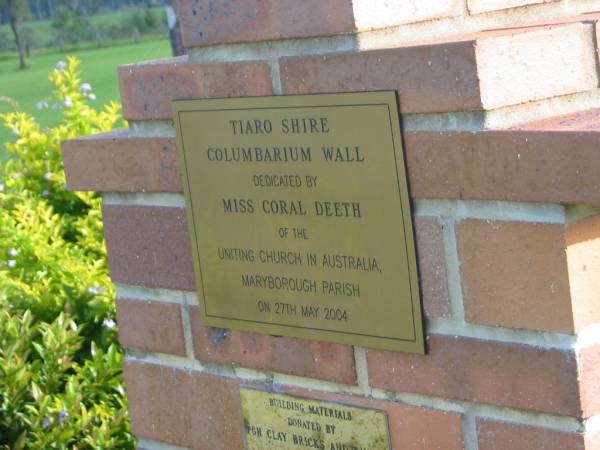 TIARO SHIRE
COLUMBARIUM WALL
DEDICATED BY
MISS CORAL DEETH
OF THE
UNITING CHURCH IN AUSTRALIA,
MARYBOROUGH PARISH
ON 27TH MAY 2004
BUILDING MATERIALS
DONATED BY
CLAY BRICKS